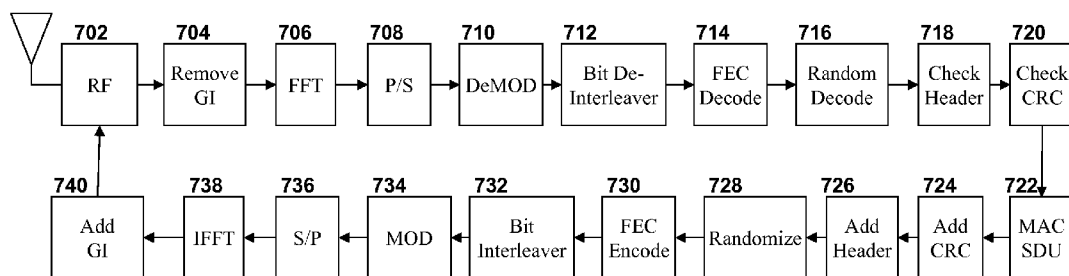 702 704 706 708 710 712 714 716 718 720
RF
Remove
GI
FFT
P/S
DeMOD
Bit De-
Interleaver
FEC
Decode
Random
Decode
Check
Header
Check
CRC
740 738 736 734 732 730 728 726 724 722
Add
GI
IFFT
S/P
MOD
Bit
Interleaver
FEC
Encode
Randomize
Add
Header
Add
CRC
MAC
SDU